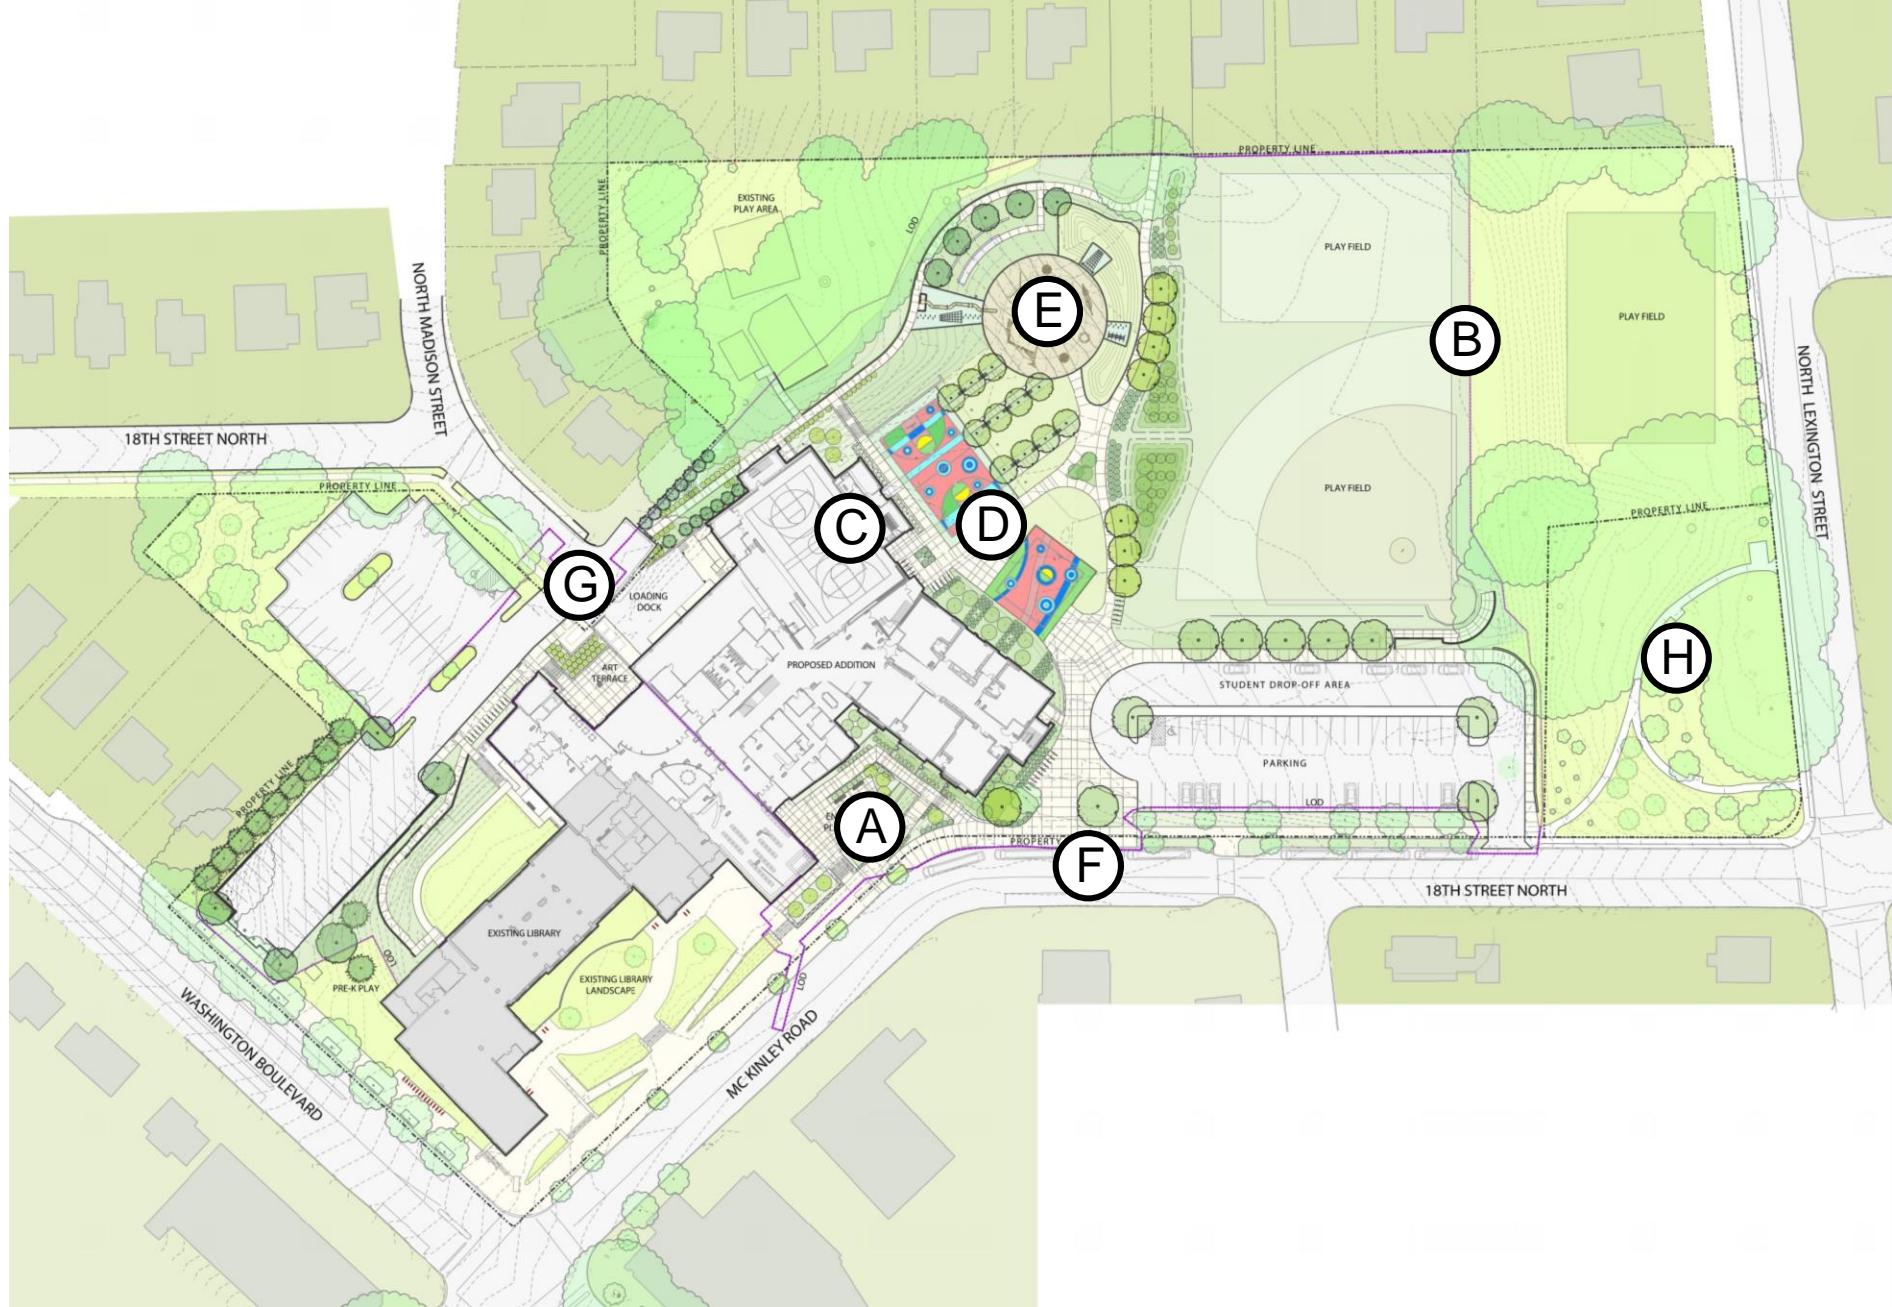 PROPERTY LINE
PROPERTY LINE
EXISTING
PLAY AREA
LOD
PLAY FIELD
E
PLAY FIELD
B
NORTH MADISON STREET
NORTH LEXINGTON STREET
18TH STREET NORTH
PROPERTY LINE
PLAY FIELD
PROPERTY LINE
C
D
G
LOADING
DOCK
ART
TERRACE
PROPOSED ADDITION
H
STUDENT DROP-OFF AREA
PARKING
PROPERTY LINE
LOD
A
PROPERTY
F
18TH STREET NORTH
EXISTING LIBRARY
LOD
PRE-K PLAY
EXISTING LIBRARY
LANDSCAPE
LOD
WASHINGTON BOULEVARD
MC KINLEY ROAD